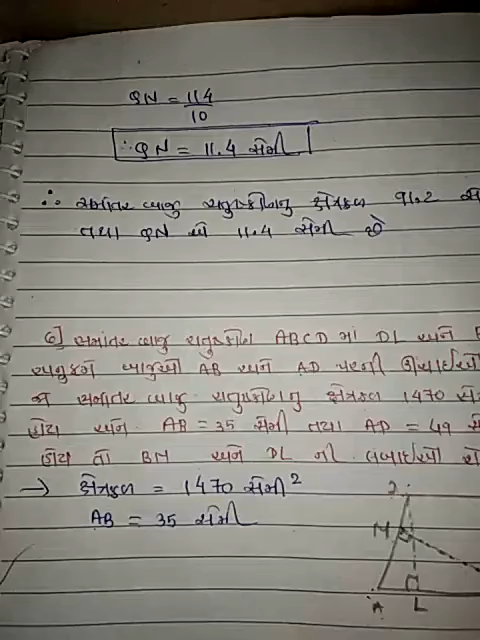 QN = 114/10
∴ QN = 11.4 સેમી
∴ સમાંતર બાજુ ચતુષ્કોણનુ ક્ષેત્રફળ 91.2
તથા QN એ 11.4 સેમી છે
6] સમાંતર બાજુ ચતુષ્કોણ ABCD માં DL અને
અનુક્રમે બાજુઓ AB અને AD પરની ઊંચાઈઓ
જ સમાંતર બાજુ ચતુષ્કોણનુ ક્ષેત્રફળ 1470
હોય અને AB = 35 સેમી તથા AD = 49
હોય તો BM અને DL ની લંબાઈઓ
→ ક્ષેત્રફળ = 1470 સેમી²
AB = 35 સેમી
D
M
A L